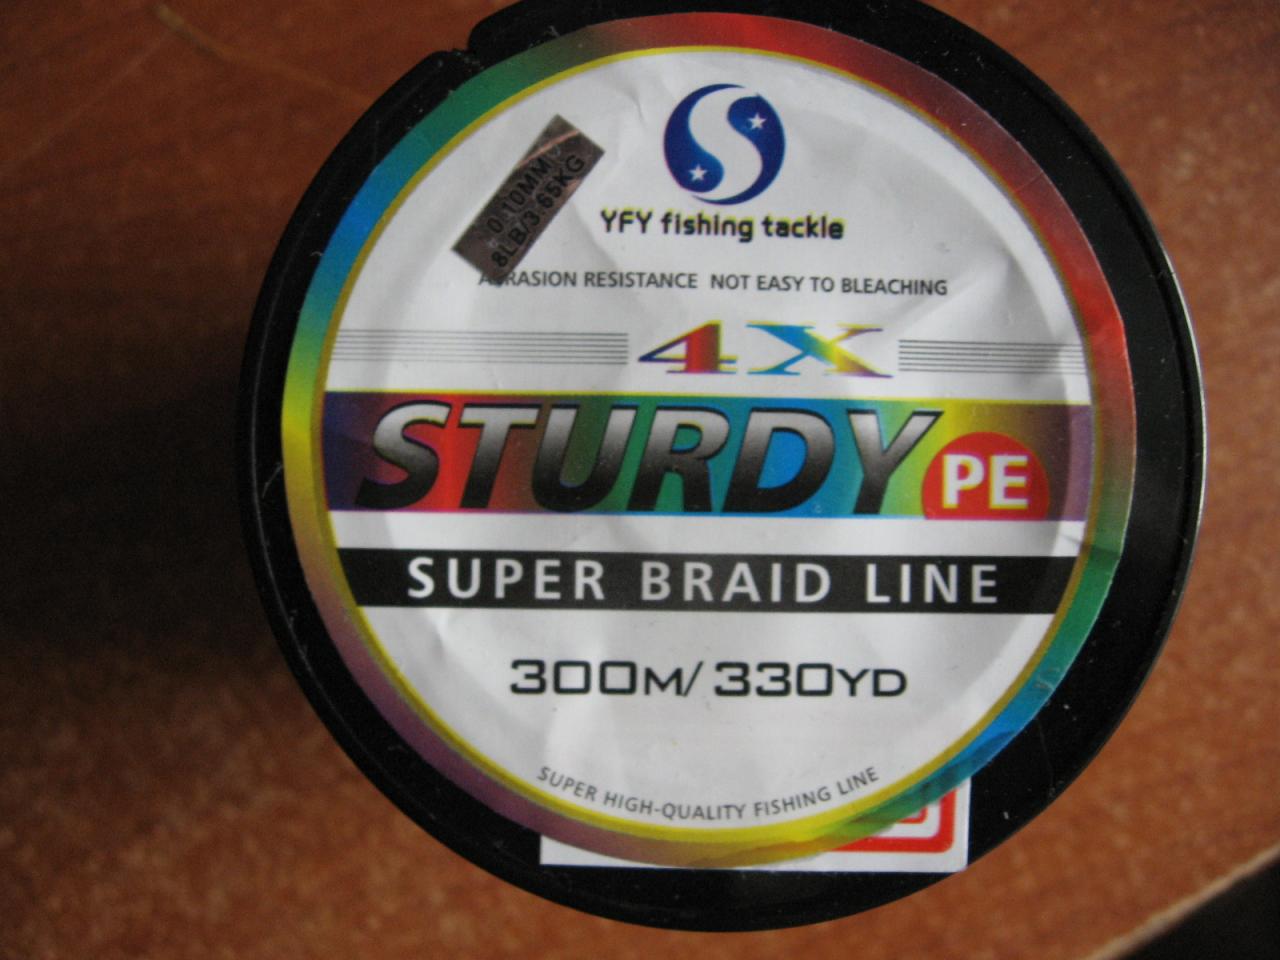 0.10MM
8LB/3.65KG
YFY fishing tackle
RASION RESISTANCE NOT EASY TO BLEACHING
4X
STURDY PE
SUPER BRAID LINE
300M/330YD
SUPER HIGH-QUALITY FISHING LINE